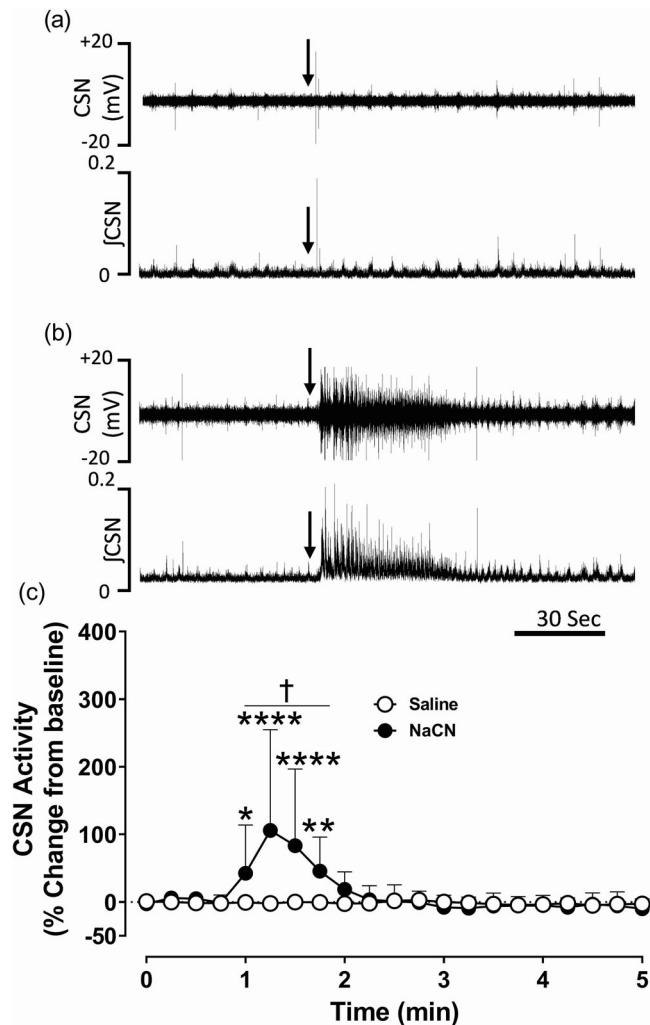 (a)
+20
CSN
(mV)
-20
0.2
∫CSN
0
(b)
+20
CSN
(mV)
-20
0.2
∫CSN
0
(c)
30 Sec
400
300
200
100
0
-50
CSN Activity
(% Change from baseline)
†
****
****
*
**
Saline
NaCN
0 1 2 3 4 5
Time (min)